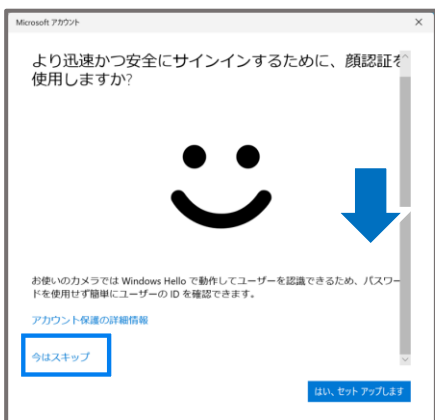 Microsoft アカウント
より迅速かつ安全にサインインするために、顔認証を
使用しますか?
お使いのカメラでは Windows Hello で動作してユーザーを認識できるため、パスワー
ドを使用せず簡単にユーザーの ID を確認できます。
アカウント保護の詳細情報
今はスキップ
はい、セット アップします